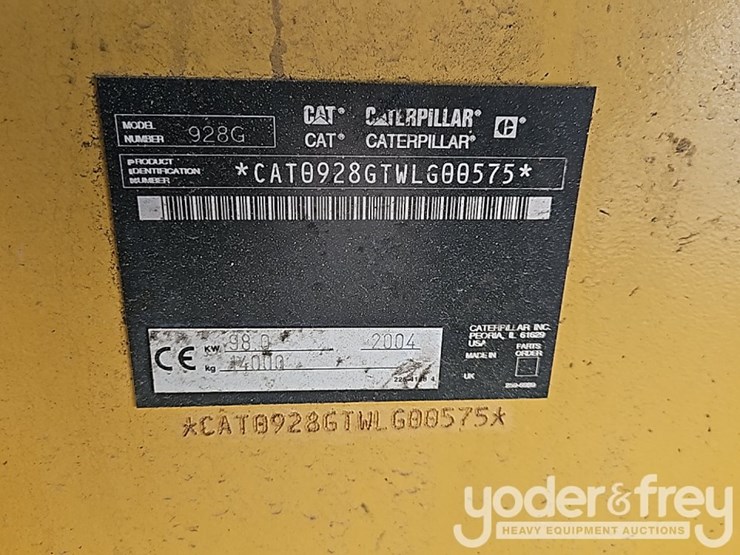 MODEL NUMBER 928G
CAT® CATERPILLAR®
CAT® CATERPILLAR®
PRODUCT IDENTIFICATION NUMBER *CAT0928GTWLG00575*
CE KW 98.0 2004
kg 14000
CATERPILLAR INC.
PEORIA, IL 61629
USA
MADE IN
UK
PARTS
ORDER
*CAT0928GTWLG00575*
yoder&frey
HEAVY EQUIPMENT AUCTIONS